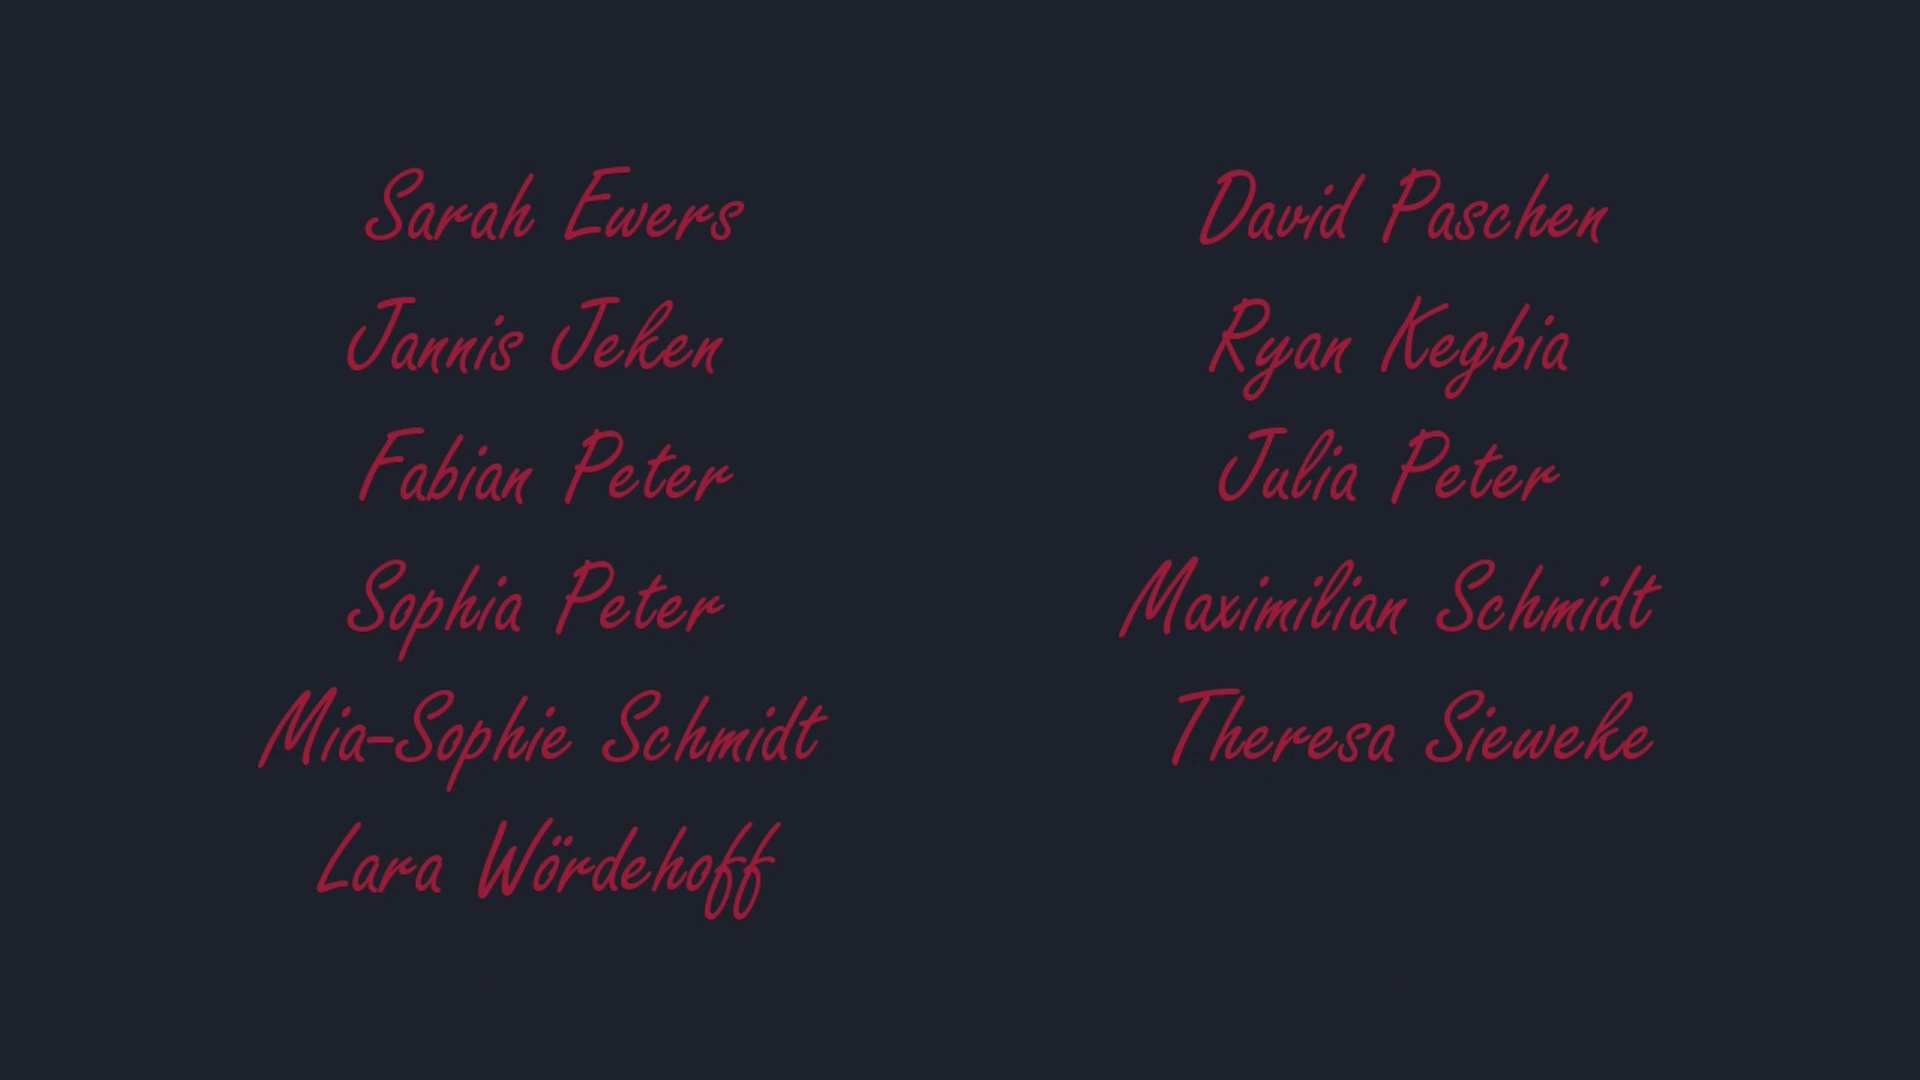 Sarah Ewers
Jannis Jeken
Fabian Peter
Sophia Peter
Mia-Sophie Schmidt
Lara Wördehoff
David Paschen
Ryan Kegbia
Julia Peter
Maximilian Schmidt
Theresa Sieweke